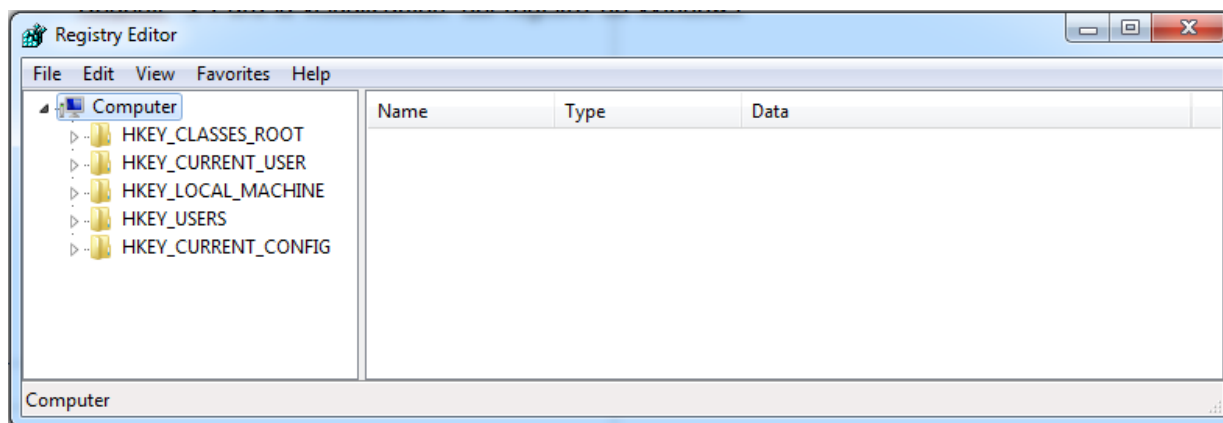 Registry Editor
File Edit View Favorites Help
Computer
Name Type Data
HKEY_CLASSES_ROOT
HKEY_CURRENT_USER
HKEY_LOCAL_MACHINE
HKEY_USERS
HKEY_CURRENT_CONFIG
Computer